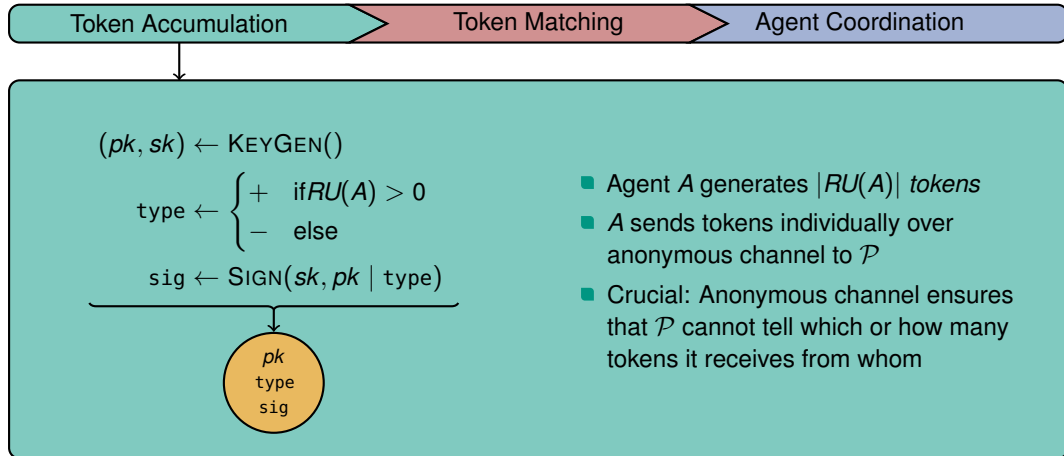 Token Accumulation
Token Matching
Agent Coordination
(pk, sk) ← KEYGEN()
type ← { + if RU(A) > 0
− else
sig ← SIGN(sk, pk | type)
pk
type
sig
Agent A generates |RU(A)| tokens
A sends tokens individually over
anonymous channel to 𝒫
Crucial: Anonymous channel ensures
that 𝒫 cannot tell which or how many
tokens it receives from whom